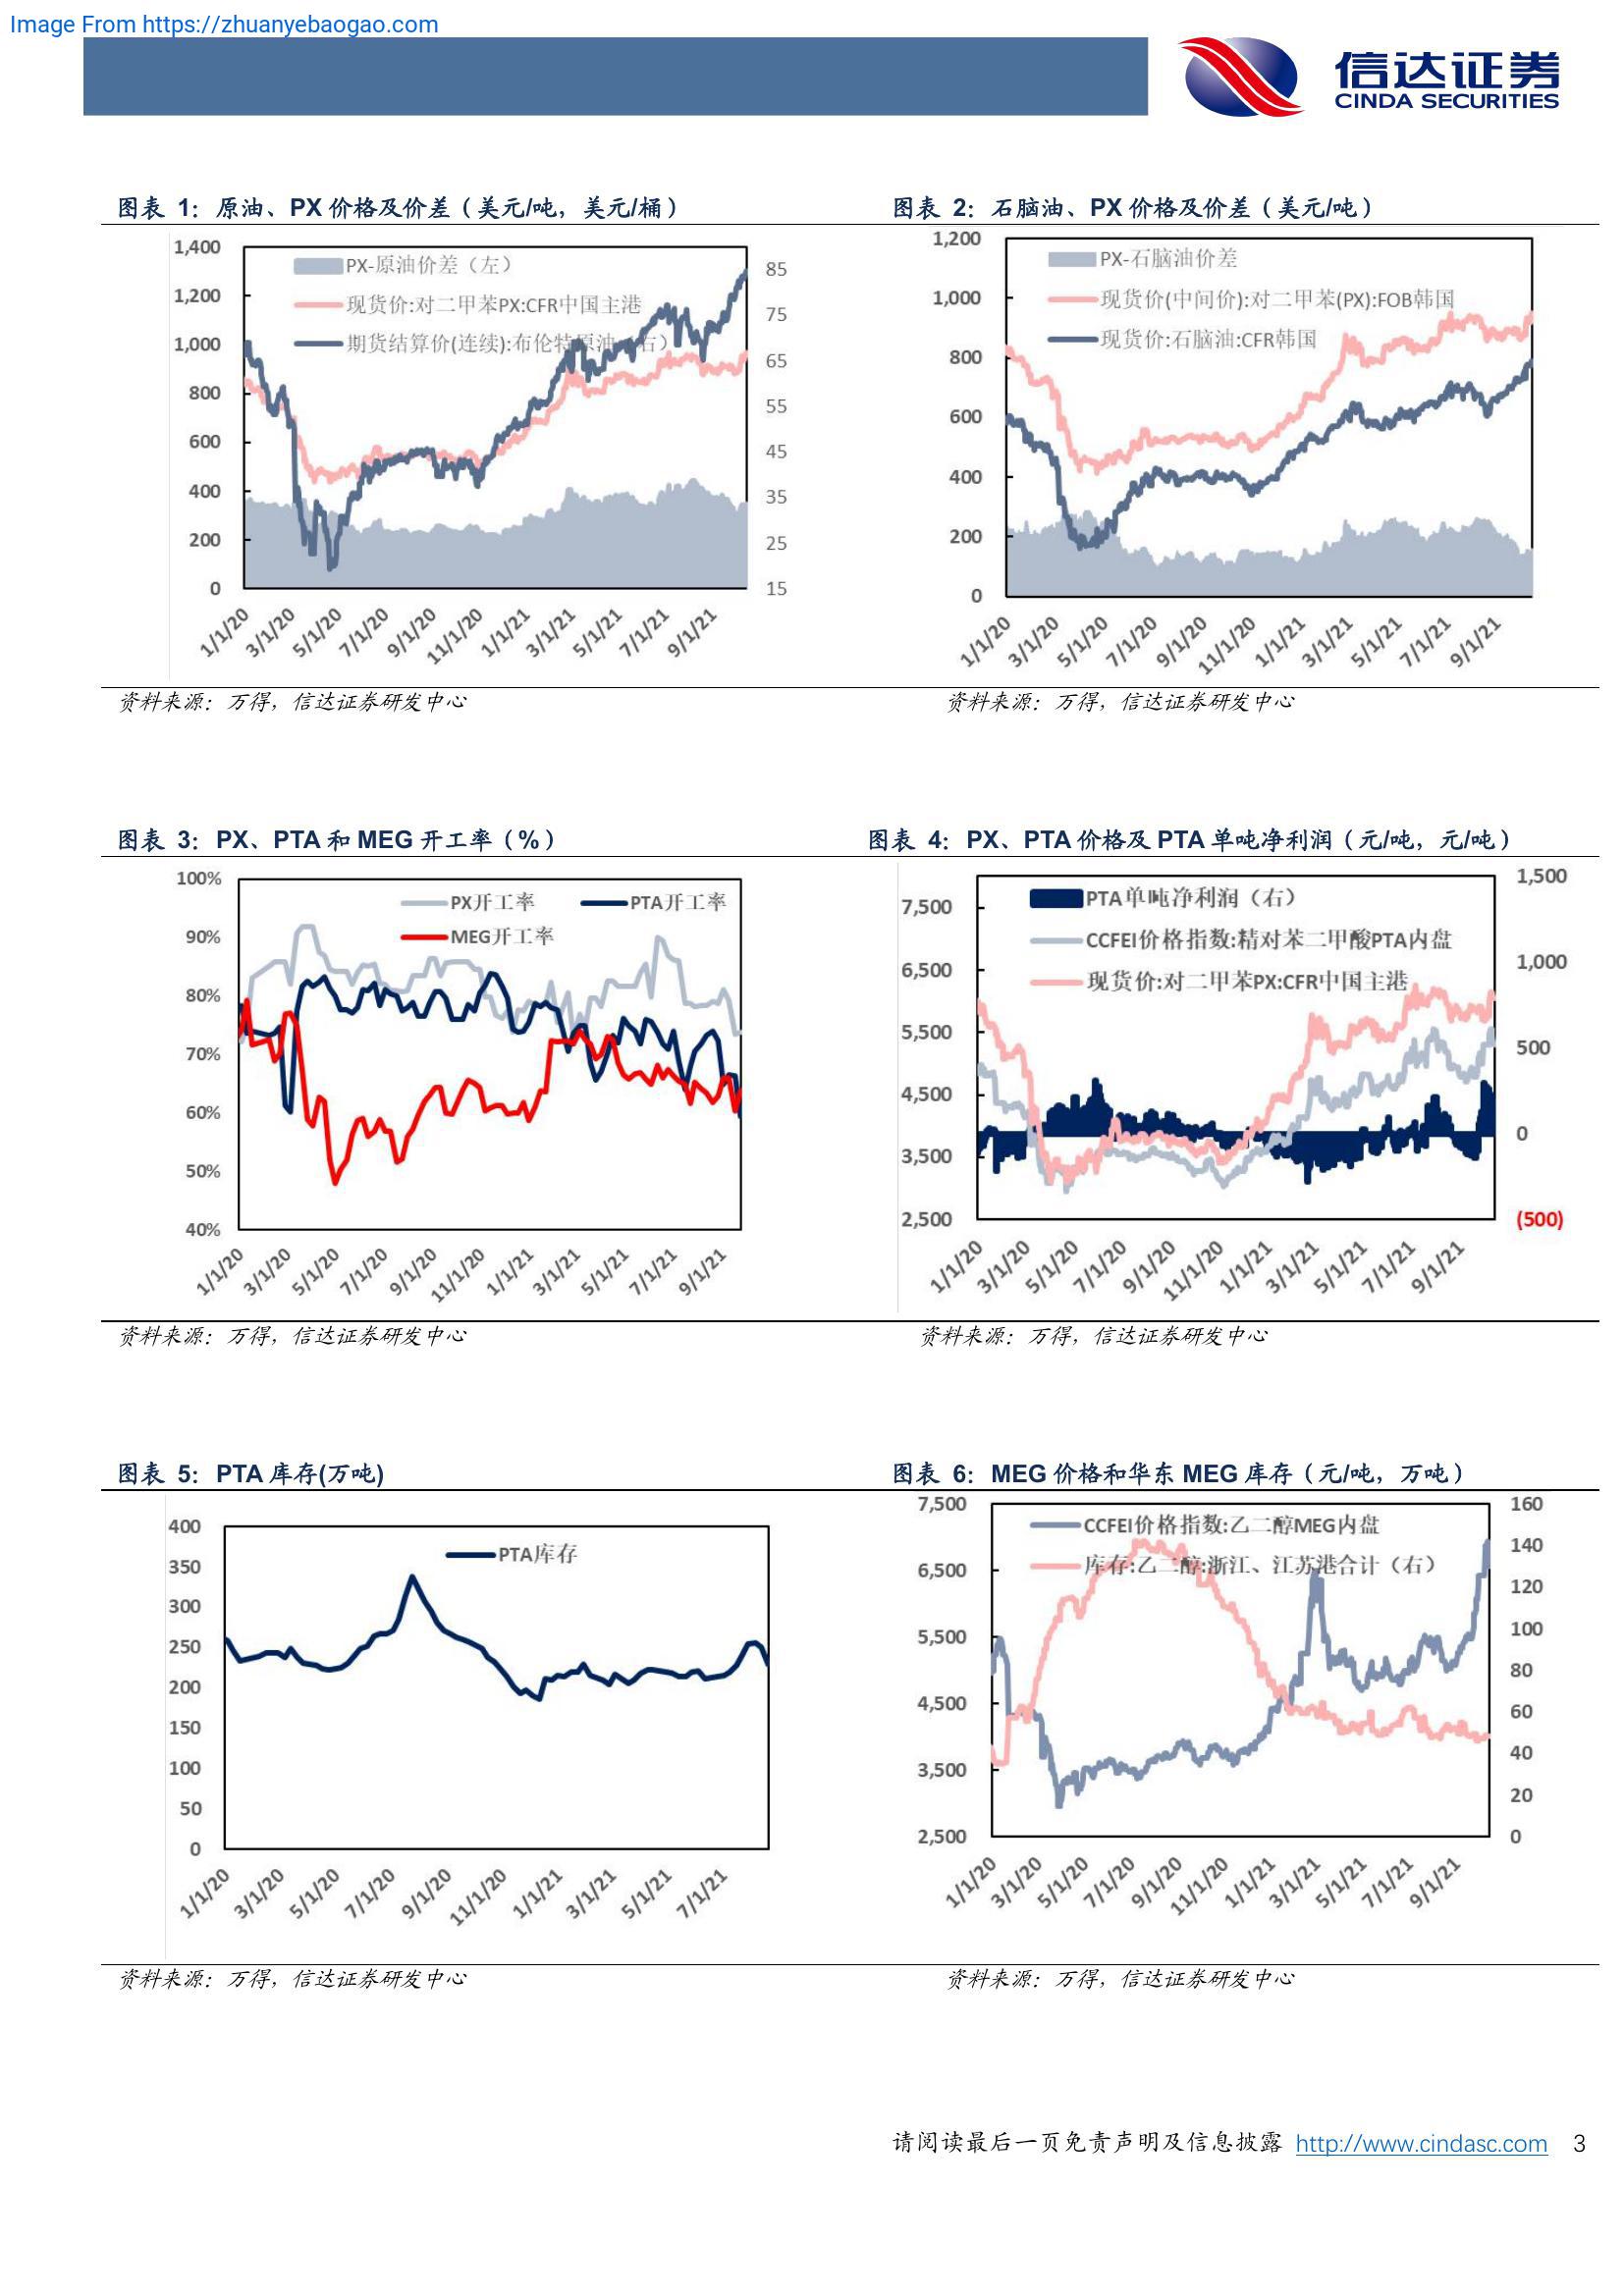 Image From https://zhuanyebaogao.com
信达证券
CINDA SECURITIES
图表 1：原油、PX 价格及价差（美元/吨，美元/桶）
1,400
1,200
1,000
800
600
400
200
0
PX-原油价差（左）
现货价:对二甲苯PX:CFR中国主港
期货结算价(连续):布伦特原油（右）
85
75
65
55
45
35
25
15
1/1/20 3/1/20 5/1/20 7/1/20 9/1/20 11/1/20 1/1/21 3/1/21 5/1/21 7/1/21 9/1/21
资料来源：万得，信达证券研发中心
图表 2：石脑油、PX 价格及价差（美元/吨）
1,200
1,000
800
600
400
200
0
PX-石脑油价差
现货价(中间价):对二甲苯(PX):FOB韩国
现货价:石脑油:CFR韩国
1/1/20 3/1/20 5/1/20 7/1/20 9/1/20 11/1/20 1/1/21 3/1/21 5/1/21 7/1/21 9/1/21
资料来源：万得，信达证券研发中心
图表 3：PX、PTA 和 MEG 开工率（%）
100%
90%
80%
70%
60%
50%
40%
PX开工率 PTA开工率
MEG开工率
1/1/20 3/1/20 5/1/20 7/1/20 9/1/20 11/1/20 1/1/21 3/1/21 5/1/21 7/1/21 9/1/21
资料来源：万得，信达证券研发中心
图表 4：PX、PTA 价格及 PTA 单吨净利润（元/吨，元/吨）
7,500
6,500
5,500
4,500
3,500
2,500
PTA单吨净利润（右）
CCFEI价格指数:精对苯二甲酸PTA内盘
现货价:对二甲苯PX:CFR中国主港
1,500
1,000
500
0
(500)
1/1/20 3/1/20 5/1/20 7/1/20 9/1/20 11/1/20 1/1/21 3/1/21 5/1/21 7/1/21 9/1/21
资料来源：万得，信达证券研发中心
图表 5：PTA 库存(万吨)
400
350
300
250
200
150
100
50
0
PTA库存
1/1/20 3/1/20 5/1/20 7/1/20 9/1/20 11/1/20 1/1/21 3/1/21 5/1/21 7/1/21
资料来源：万得，信达证券研发中心
图表 6：MEG 价格和华东 MEG 库存（元/吨，万吨）
7,500
6,500
5,500
4,500
3,500
2,500
CCFEI价格指数:乙二醇MEG内盘
库存:乙二醇:浙江、江苏港合计（右）
160
140
120
100
80
60
40
20
0
1/1/20 3/1/20 5/1/20 7/1/20 9/1/20 11/1/20 1/1/21 3/1/21 5/1/21 7/1/21 9/1/21
资料来源：万得，信达证券研发中心
请阅读最后一页免责声明及信息披露 http://www.cindasc.com 3